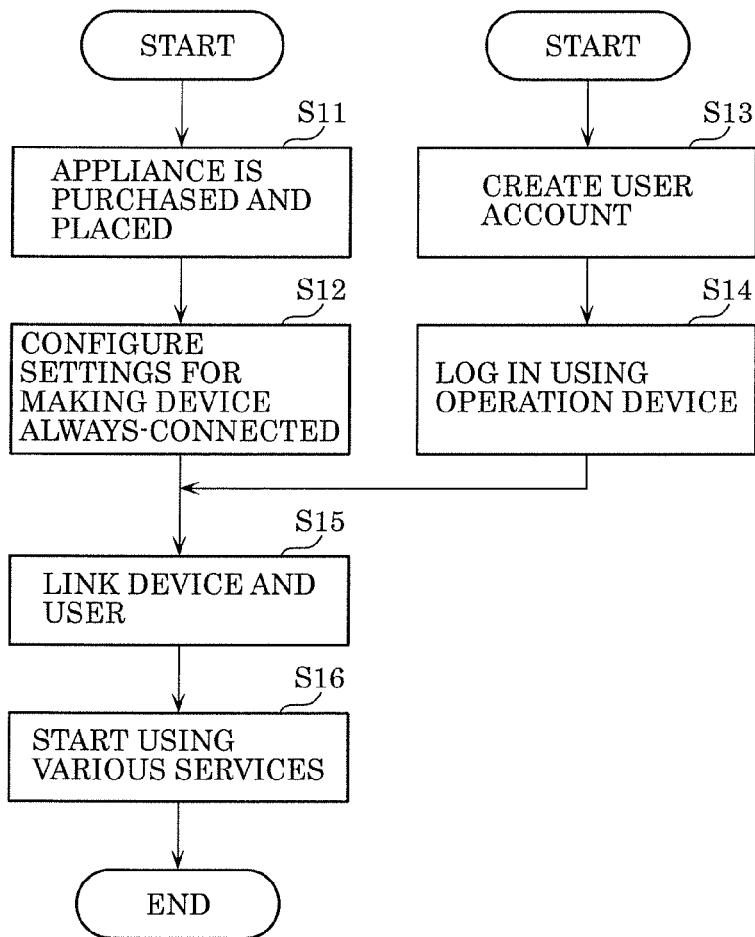 START
START
S11
S13
APPLIANCE IS
PURCHASED AND
PLACED
CREATE USER
ACCOUNT
S12
S14
CONFIGURE
SETTINGS FOR
MAKING DEVICE
ALWAYS-CONNECTED
LOG IN USING
OPERATION DEVICE
S15
LINK DEVICE AND
USER
S16
START USING
VARIOUS SERVICES
END